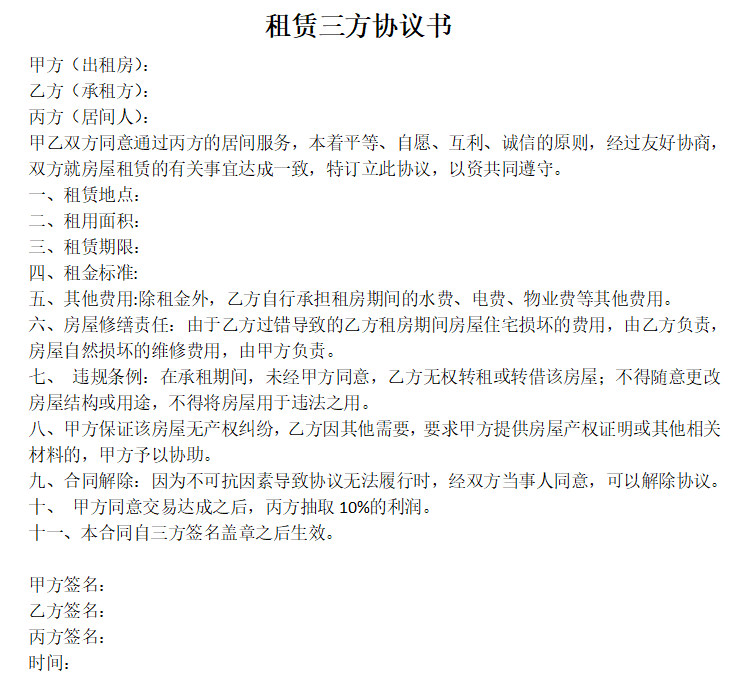 租赁三方协议书
甲方（出租房）：
乙方（承租方）：
丙方（居间人）：
甲乙双方同意通过丙方的居间服务，本着平等、自愿、互利、诚信的原则，经过友好协商，
双方就房屋租赁的有关事宜达成一致，特订立此协议，以资共同遵守。
一、租赁地点：
二、租用面积：
三、租赁期限：
四、租金标准:
五、其他费用:除租金外，乙方自行承担租房期间的水费、电费、物业费等其他费用。
六、房屋修缮责任：由于乙方过错导致的乙方租房期间房屋住宅损坏的费用，由乙方负责，
房屋自然损坏的维修费用，由甲方负责。
七、 违规条例：在承租期间，未经甲方同意，乙方无权转租或转借该房屋；不得随意更改
房屋结构或用途，不得将房屋用于违法之用。
八、甲方保证该房屋无产权纠纷，乙方因其他需要，要求甲方提供房屋产权证明或其他相关
材料的，甲方予以协助。
九、合同解除：因为不可抗因素导致协议无法履行时，经双方当事人同意，可以解除协议。
十、 甲方同意交易达成之后，丙方抽取 10%的利润。
十一、本合同自三方签名盖章之后生效。
甲方签名：
乙方签名：
丙方签名：
时间：